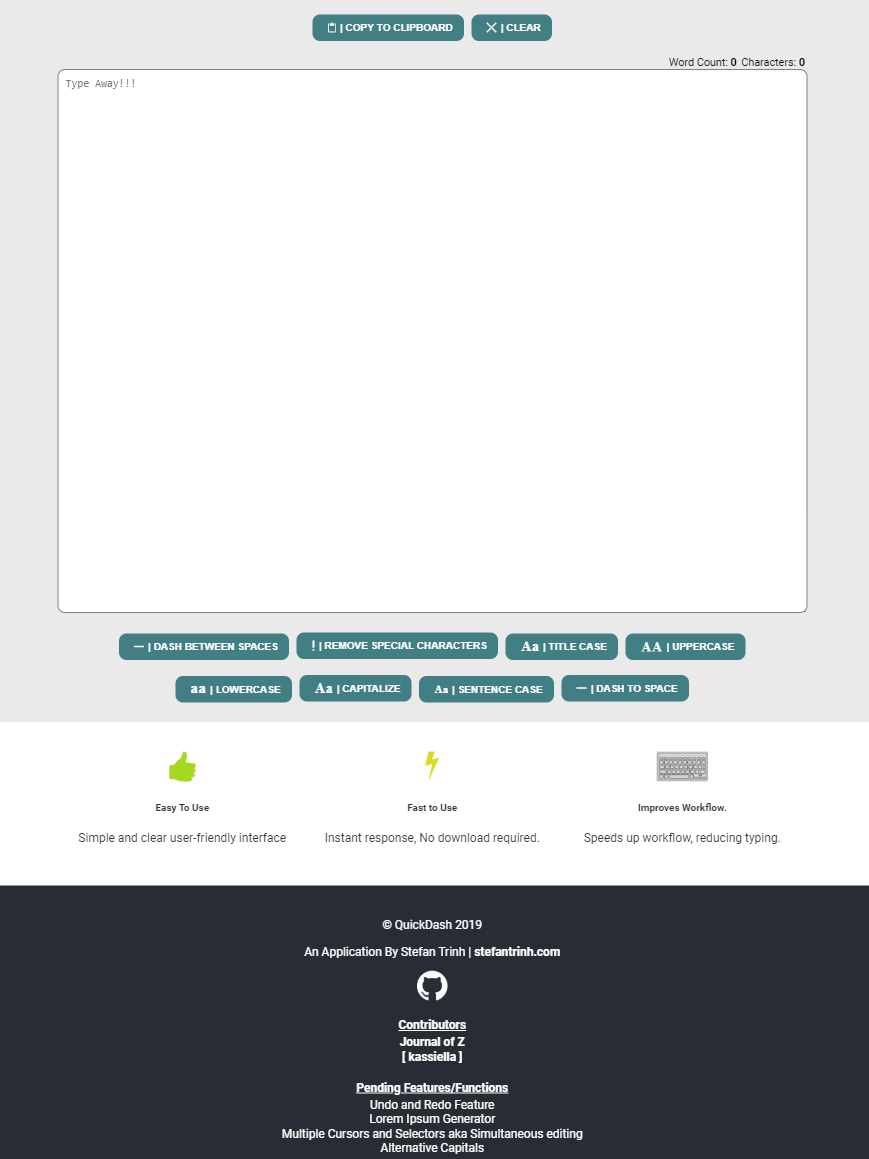 | COPY TO CLIPBOARD | CLEAR
Word Count: 0 Characters: 0
Type Away!!!
— | DASH BETWEEN SPACES ! | REMOVE SPECIAL CHARACTERS Aa | TITLE CASE AA | UPPERCASE
aa | LOWERCASE Aa | CAPITALIZE Aa | SENTENCE CASE — | DASH TO SPACE
Easy To Use Fast to Use Improves Workflow.
Simple and clear user-friendly interface Instant response, No download required. Speeds up workflow, reducing typing.
© QuickDash 2019
An Application By Stefan Trinh | stefantrinh.com
Contributors
Journal of Z
[ kassiella ]
Pending Features/Functions
Undo and Redo Feature
Lorem Ipsum Generator
Multiple Cursors and Selectors aka Simultaneous editing
Alternative Capitals